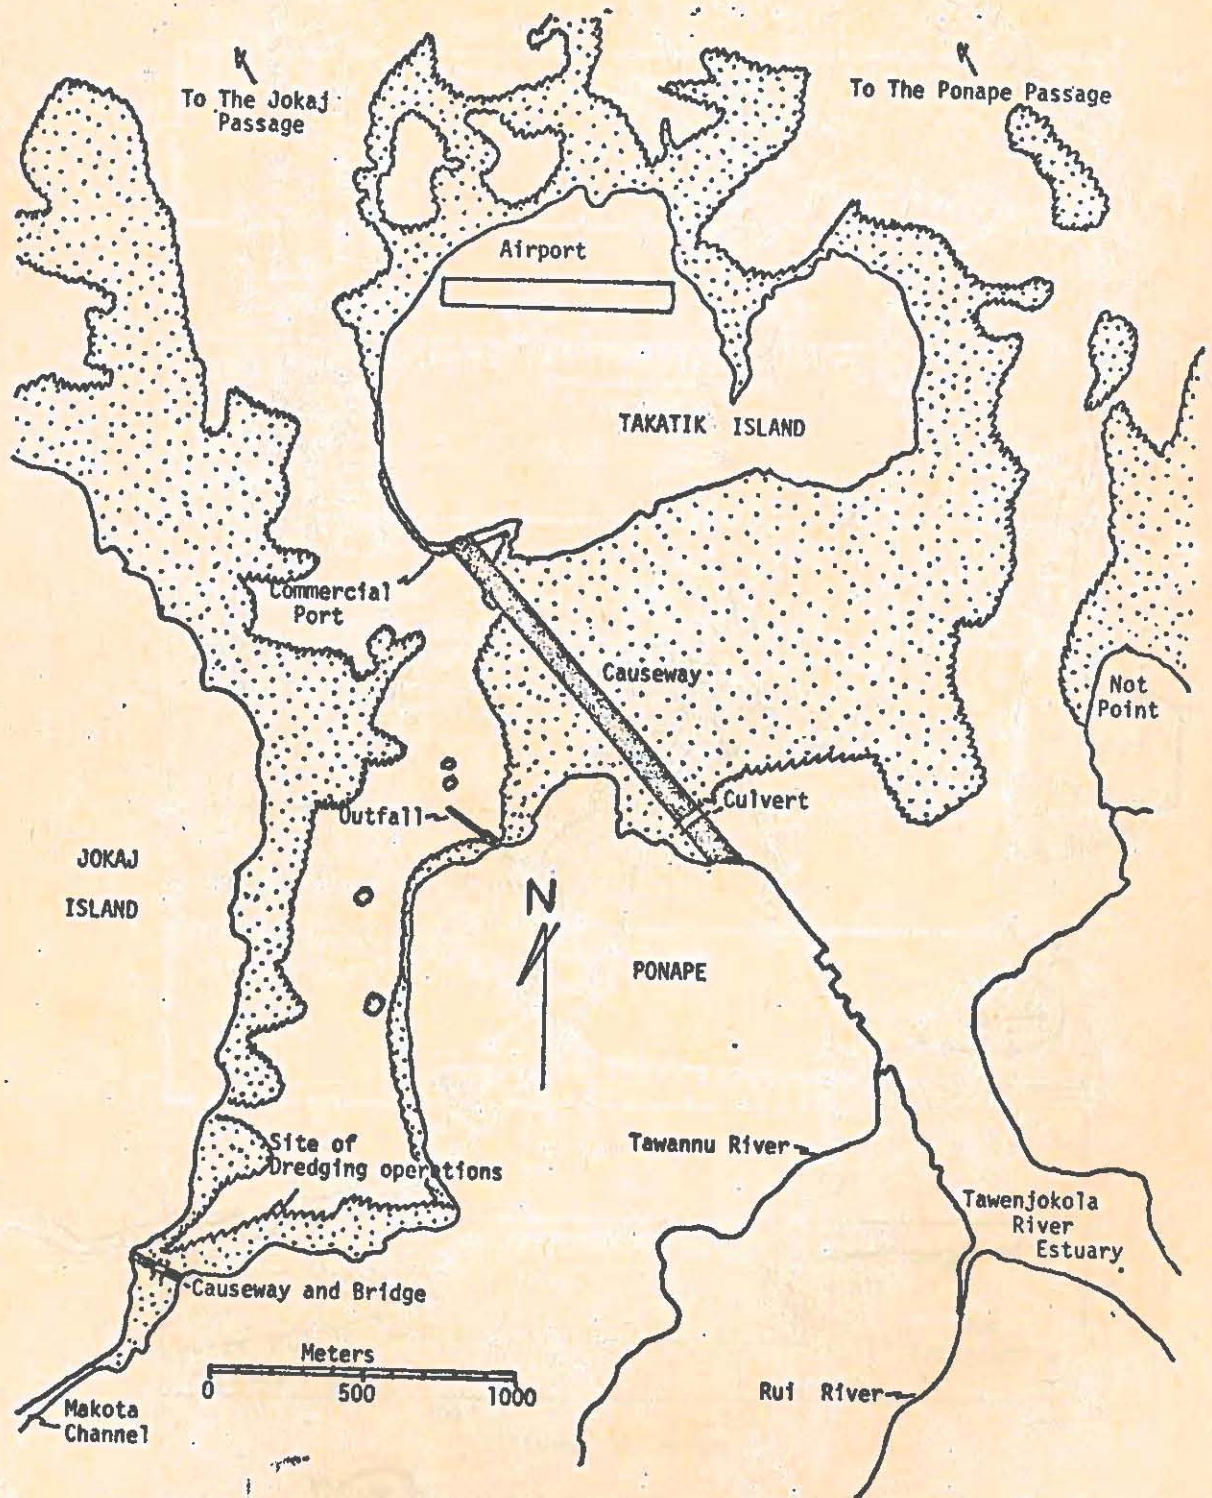 To The Jokaj
Passage
To The Ponape Passage
Airport
TAKATIK ISLAND
Commercial
Port
Causeway
Not
Point
Culvert
Outfall
JOKAJ
ISLAND
N
PONAPE
Site of
Dredging operations
Tawannu River
Tawenjokola
River
Estuary
Causeway and Bridge
Meters
0 500 1000
Rui River
Makota
Channel